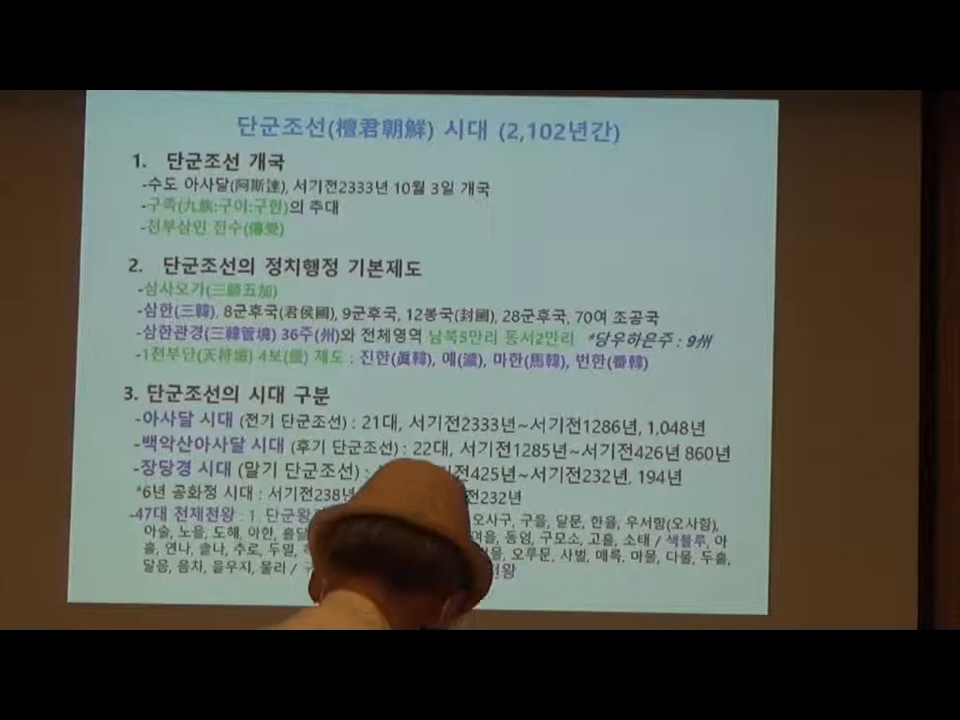 단군조선(檀君朝鮮) 시대 (2,102년간)
1. 단군조선 개국
-수도 아사달(阿斯達), 서기전2333년 10월 3일 개국
-구족(九族:구이:구한)의 추대
-천부삼인 전수(傳受)
2. 단군조선의 정치행정 기본제도
-삼사오가(三師五加)
-삼한(三韓), 8군후국(君侯國), 9군후국, 12봉국(封國), 28군후국, 70여 조공국
-삼한관경(三韓管境) 36주(州)와 전체영역 남북5만리 동서2만리 *당우하은주 : 9州
-1천부단(天符壇) 4보(堡) 제도 : 진한(眞韓), 예(濊), 마한(馬韓), 번한(番韓)
3. 단군조선의 시대 구분
-아사달 시대 (전기 단군조선) : 21대, 서기전2333년~서기전1286년, 1,048년
-백악산아사달 시대 (후기 단군조선) : 22대, 서기전1285년~서기전426년 860년
-장당경 시대 (말기 단군조선) : 전425년~서기전232년, 194년
*6년 공화정 시대 : 서기전238년 전232년
-47대 천제천왕 : 1. 단군왕 오사구, 구을, 달문, 한율, 우서함(오사함),
아술, 노을, 도해, 아한, 흘달 여을, 동엄, 구모소, 고홀, 소태 / 색불루, 아
홀, 연나, 솔나, 추로, 두밀, 물, 오루문, 사벌, 매륵, 마물, 다물, 두홀,
달음, 음차, 을우지, 물리 / 천왕